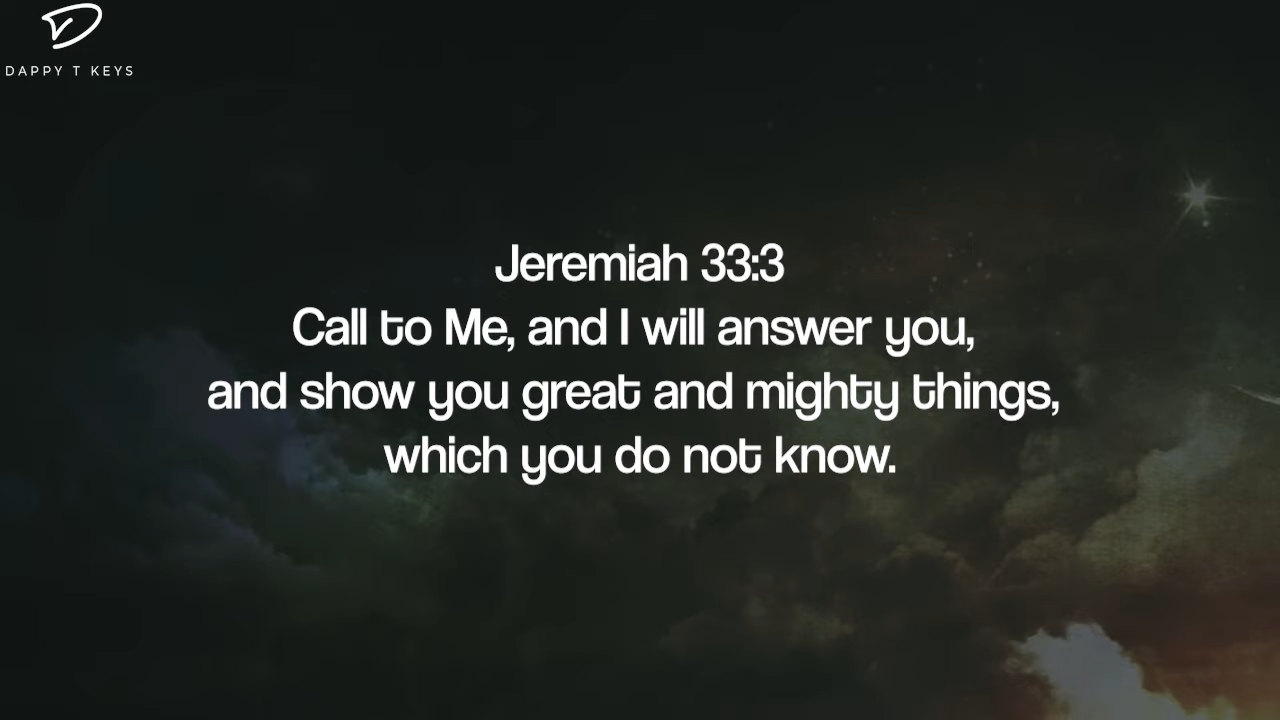 DAPPY T KEYS
Jeremiah 33:3
Call to Me, and I will answer you,
and show you great and mighty things,
which you do not know.